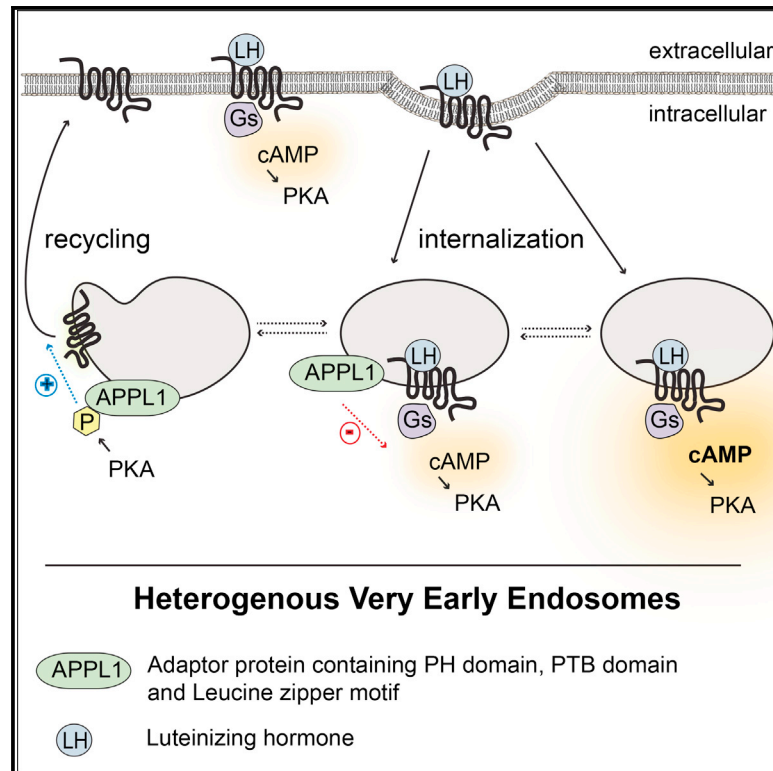 LH
extracellular
LH
intracellular
Gs
cAMP
PKA
recycling
internalization
LH
LH
APPL1
APPL1
+
-
Gs
Gs
P
cAMP
cAMP
PKA
PKA
PKA
Heterogenous Very Early Endosomes
APPL1
Adaptor protein containing PH domain, PTB domain
and Leucine zipper motif
LH
Luteinizing hormone